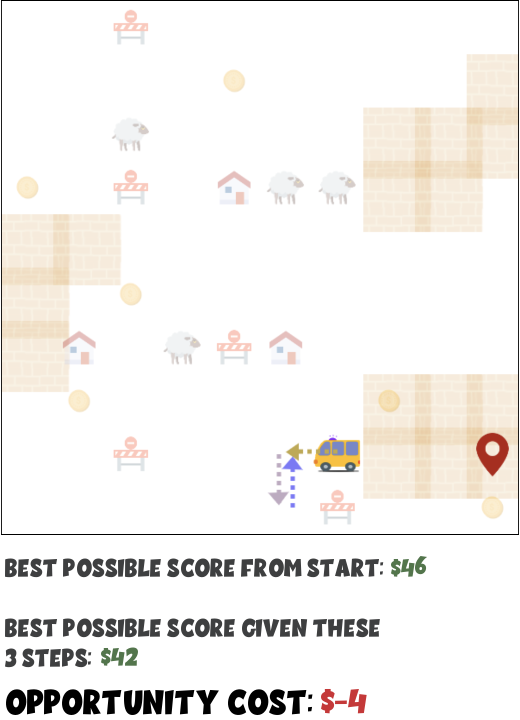 BEST POSSIBLE SCORE FROM START: $46
BEST POSSIBLE SCORE GIVEN THESE
3 STEPS: $42
OPPORTUNITY COST: $-4